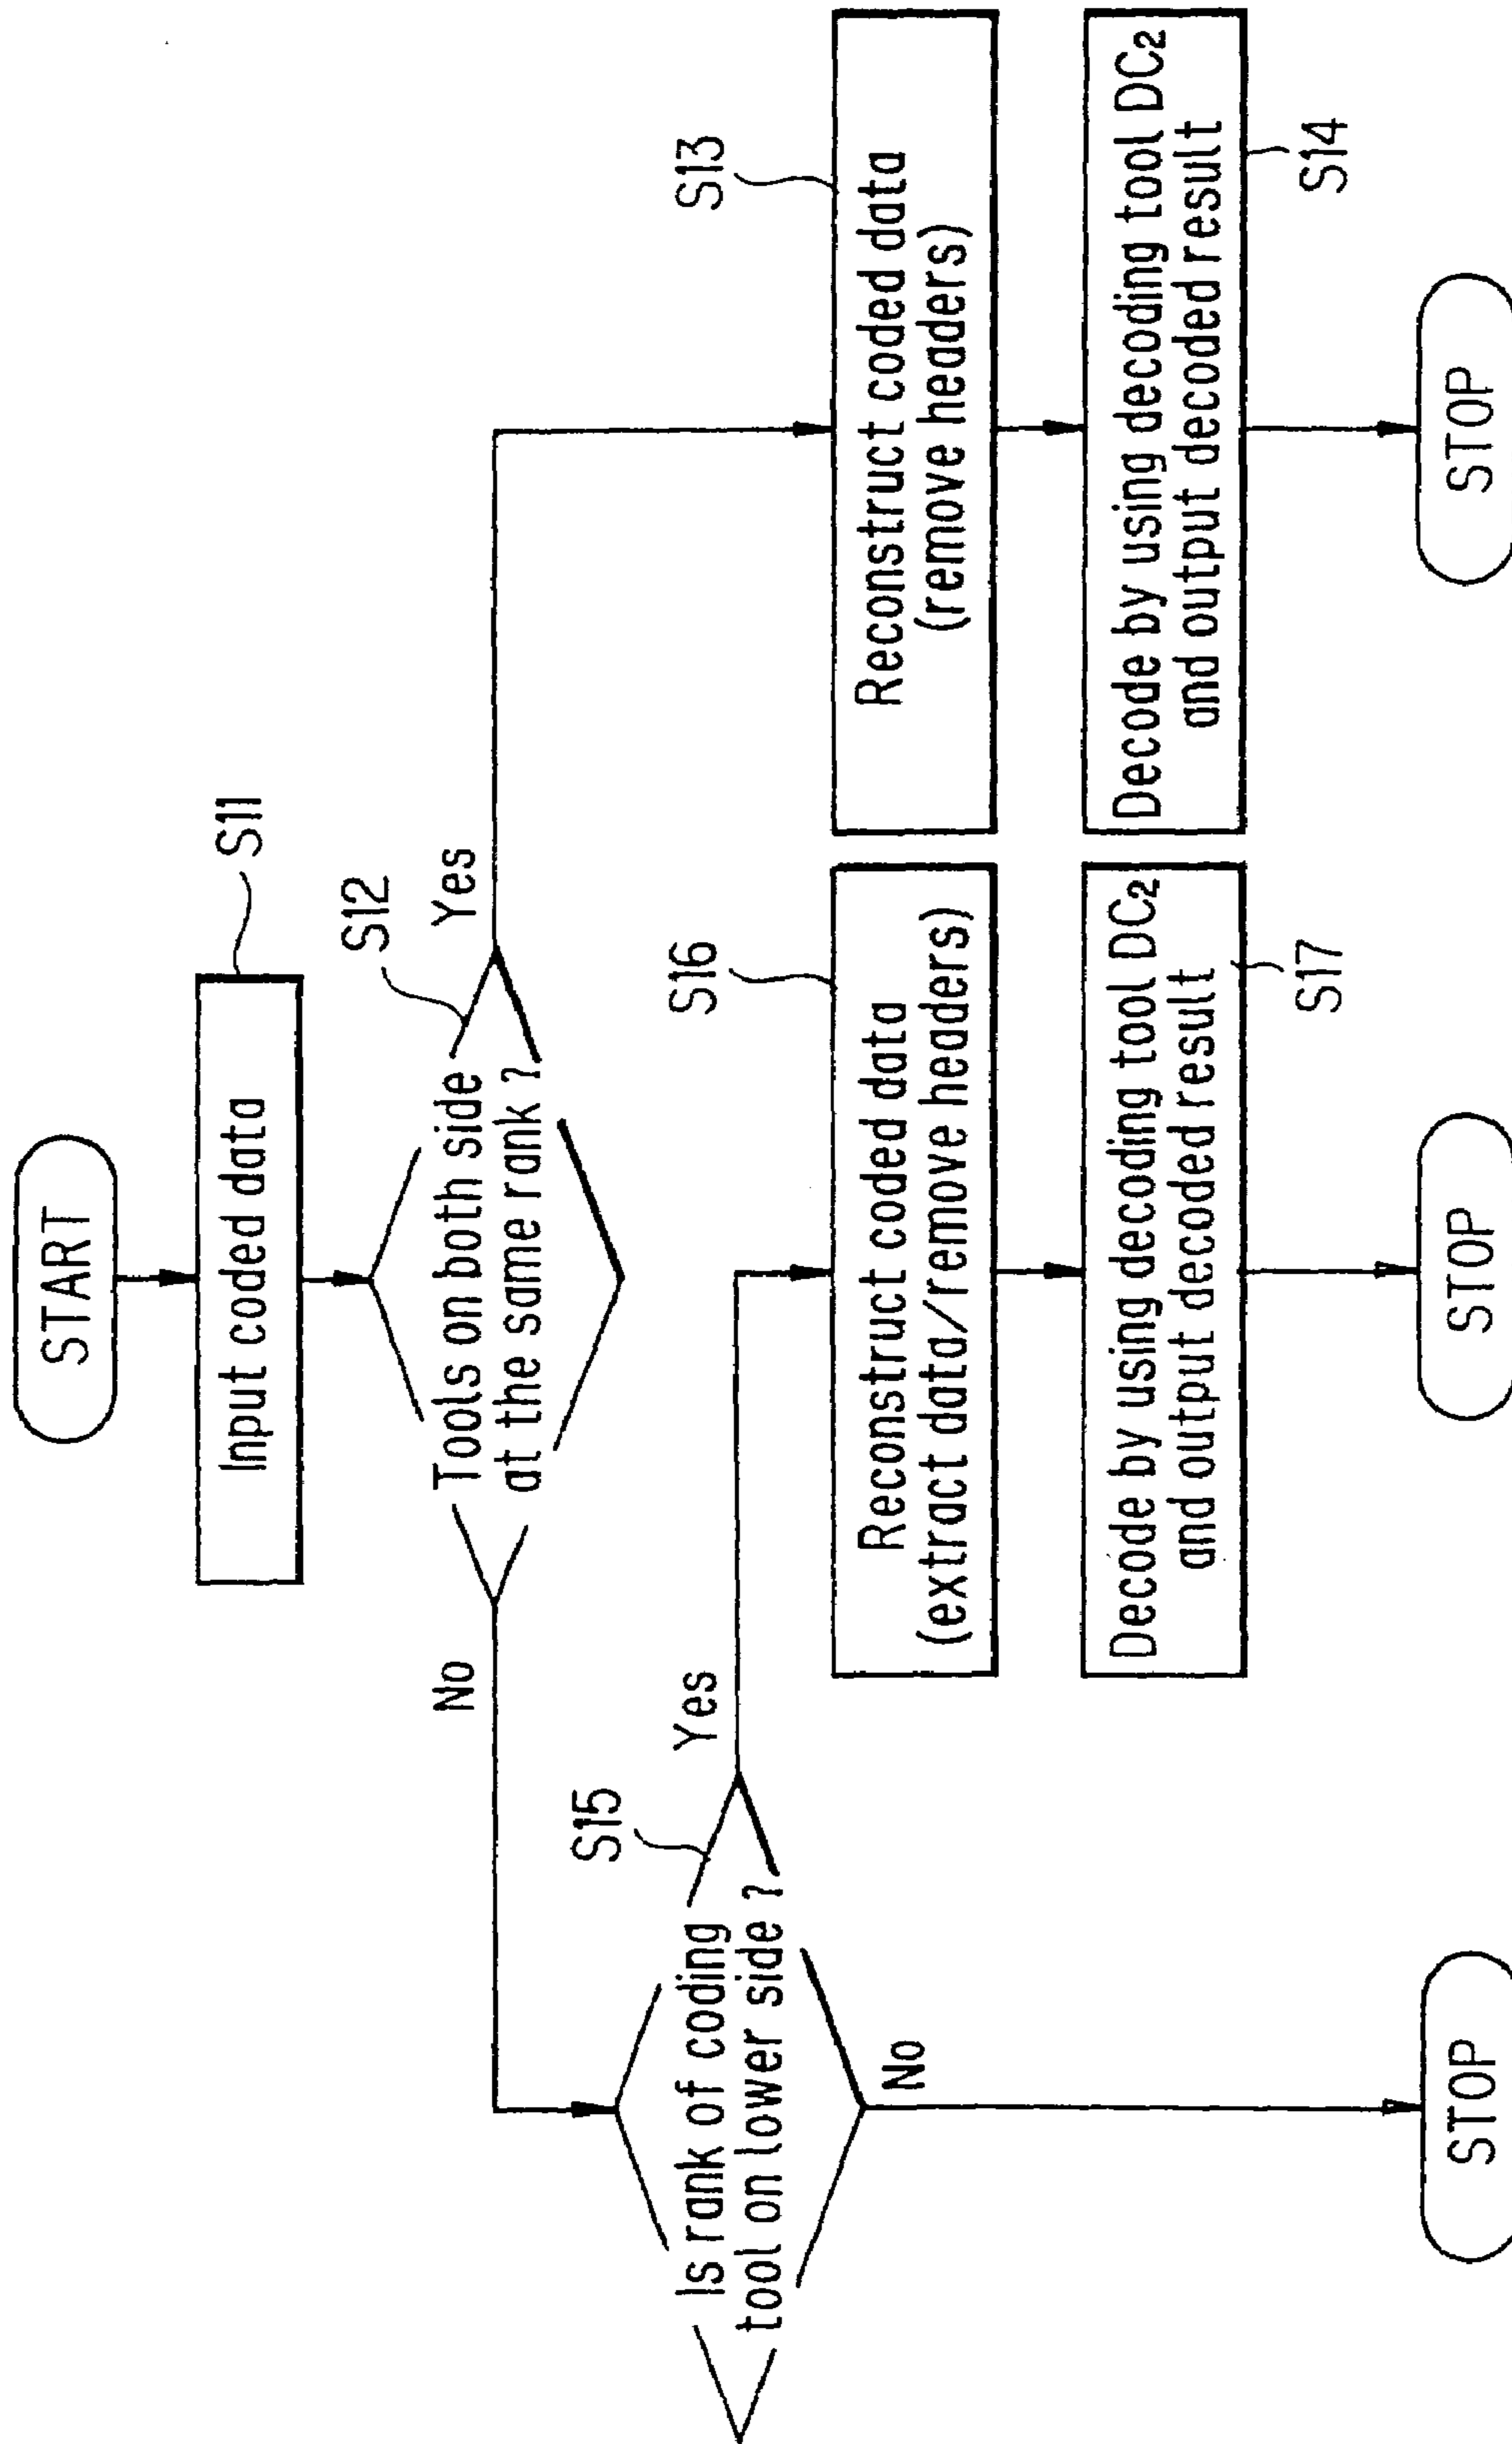 START
Input coded data
S11
S12
Tools on both side
at the same rank ?
Yes
No
S15
Is rank of coding
tool on lower side ?
Yes
No
S16
Reconstruct coded data
(extract data/remove headers)
S13
Reconstruct coded data
(remove headers)
Decode by using decoding tool DC₂
and output decoded result
S17
Decode by using decoding tool DC₂
and output decoded result
S14
STOP
STOP
STOP